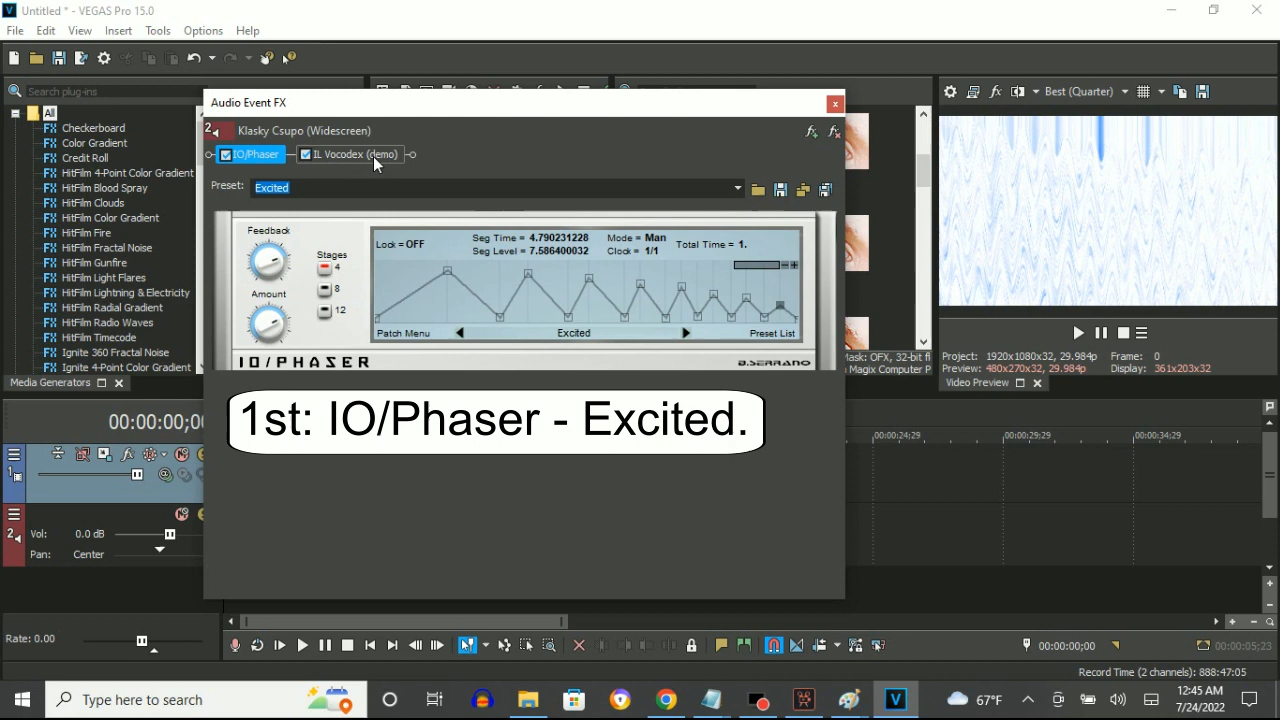 Untitled * - VEGAS Pro 15.0
File Edit View Insert Tools Options Help
Search plug-ins
All
Checkerboard
Color Gradient
Credit Roll
HitFilm 4-Point Color Gradient
HitFilm Blood Spray
HitFilm Clouds
HitFilm Color Gradient
HitFilm Fire
HitFilm Fractal Noise
HitFilm Gunfire
HitFilm Light Flares
HitFilm Lightning & Electricity
HitFilm Radial Gradient
HitFilm Radio Waves
HitFilm Timecode
Ignite 360 Fractal Noise
Ignite 4-Point Color Gradient
Media Generators
Audio Event FX
2 Klasky Csupo (Widescreen)
IO/Phaser IL Vocodex (demo)
Preset: Excited
Feedback
Amount
Stages
4
8
12
Lock = OFF
Seg Time = 4.790231228 Mode = Man
Total Time = 1.
Seg Level = 7.586400032 Clock = 1/1
Patch Menu Excited Preset List
IO/PHASER B.SERRANO
1st: IO/Phaser - Excited.
Best (Quarter)
Mask: OFX, 32-bit fl
Magix Computer P
Project: 1920x1080x32, 29.984p Frame: 0
Preview: 480x270x32, 29.984p Display: 361x203x32
Video Preview
00:00:00;0
00:00:24;29 00:00:29;29 00:00:34;29
1
2 Vol: 0.0 dB
Pan: Center
Rate: 0.00
00:00:00;00 00:00:05;23
Record Time (2 channels): 888:47:05
Type here to search
67°F
12:45 AM
7/24/2022